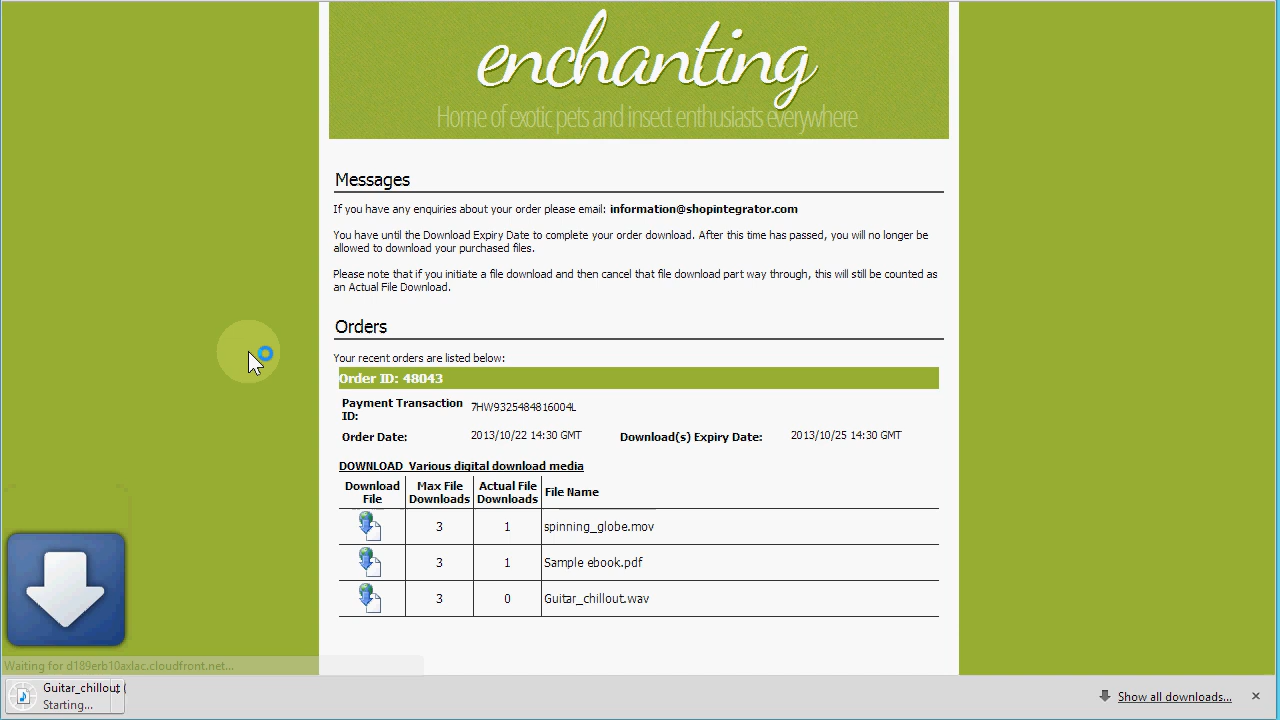 enchanting
Home of exotic pets and insect enthusiasts everywhere
Messages
If you have any enquiries about your order please email: information@shopintegrator.com
You have until the Download Expiry Date to complete your order download. After this time has passed, you will no longer be
allowed to download your purchased files.
Please note that if you initiate a file download and then cancel that file download part way through, this will still be counted as
an Actual File Download.
Orders
Your recent orders are listed below:
Order ID: 48043
Payment Transaction
ID:
7HW9325484816004L
Order Date: 2013/10/22 14:30 GMT Download(s) Expiry Date: 2013/10/25 14:30 GMT
DOWNLOAD_Various digital download media
Download
File
Max File
Downloads
Actual File
Downloads
File Name
3 1 spinning_globe.mov
3 1 Sample ebook.pdf
3 0 Guitar_chillout.wav
Waiting for d189erb10axlac.cloudfront.net...
Guitar_chillout (
Starting...
Show all downloads...